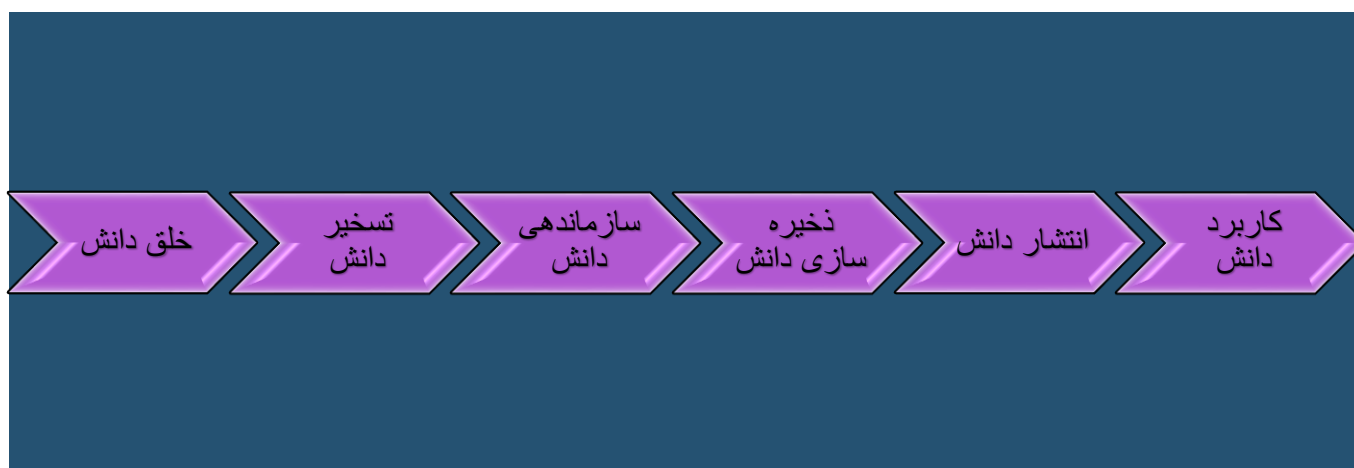 خلق دانش
تسخیر
دانش
سازماندهی
دانش
ذخیره
سازی دانش
انتشار دانش
کاربرد
دانش